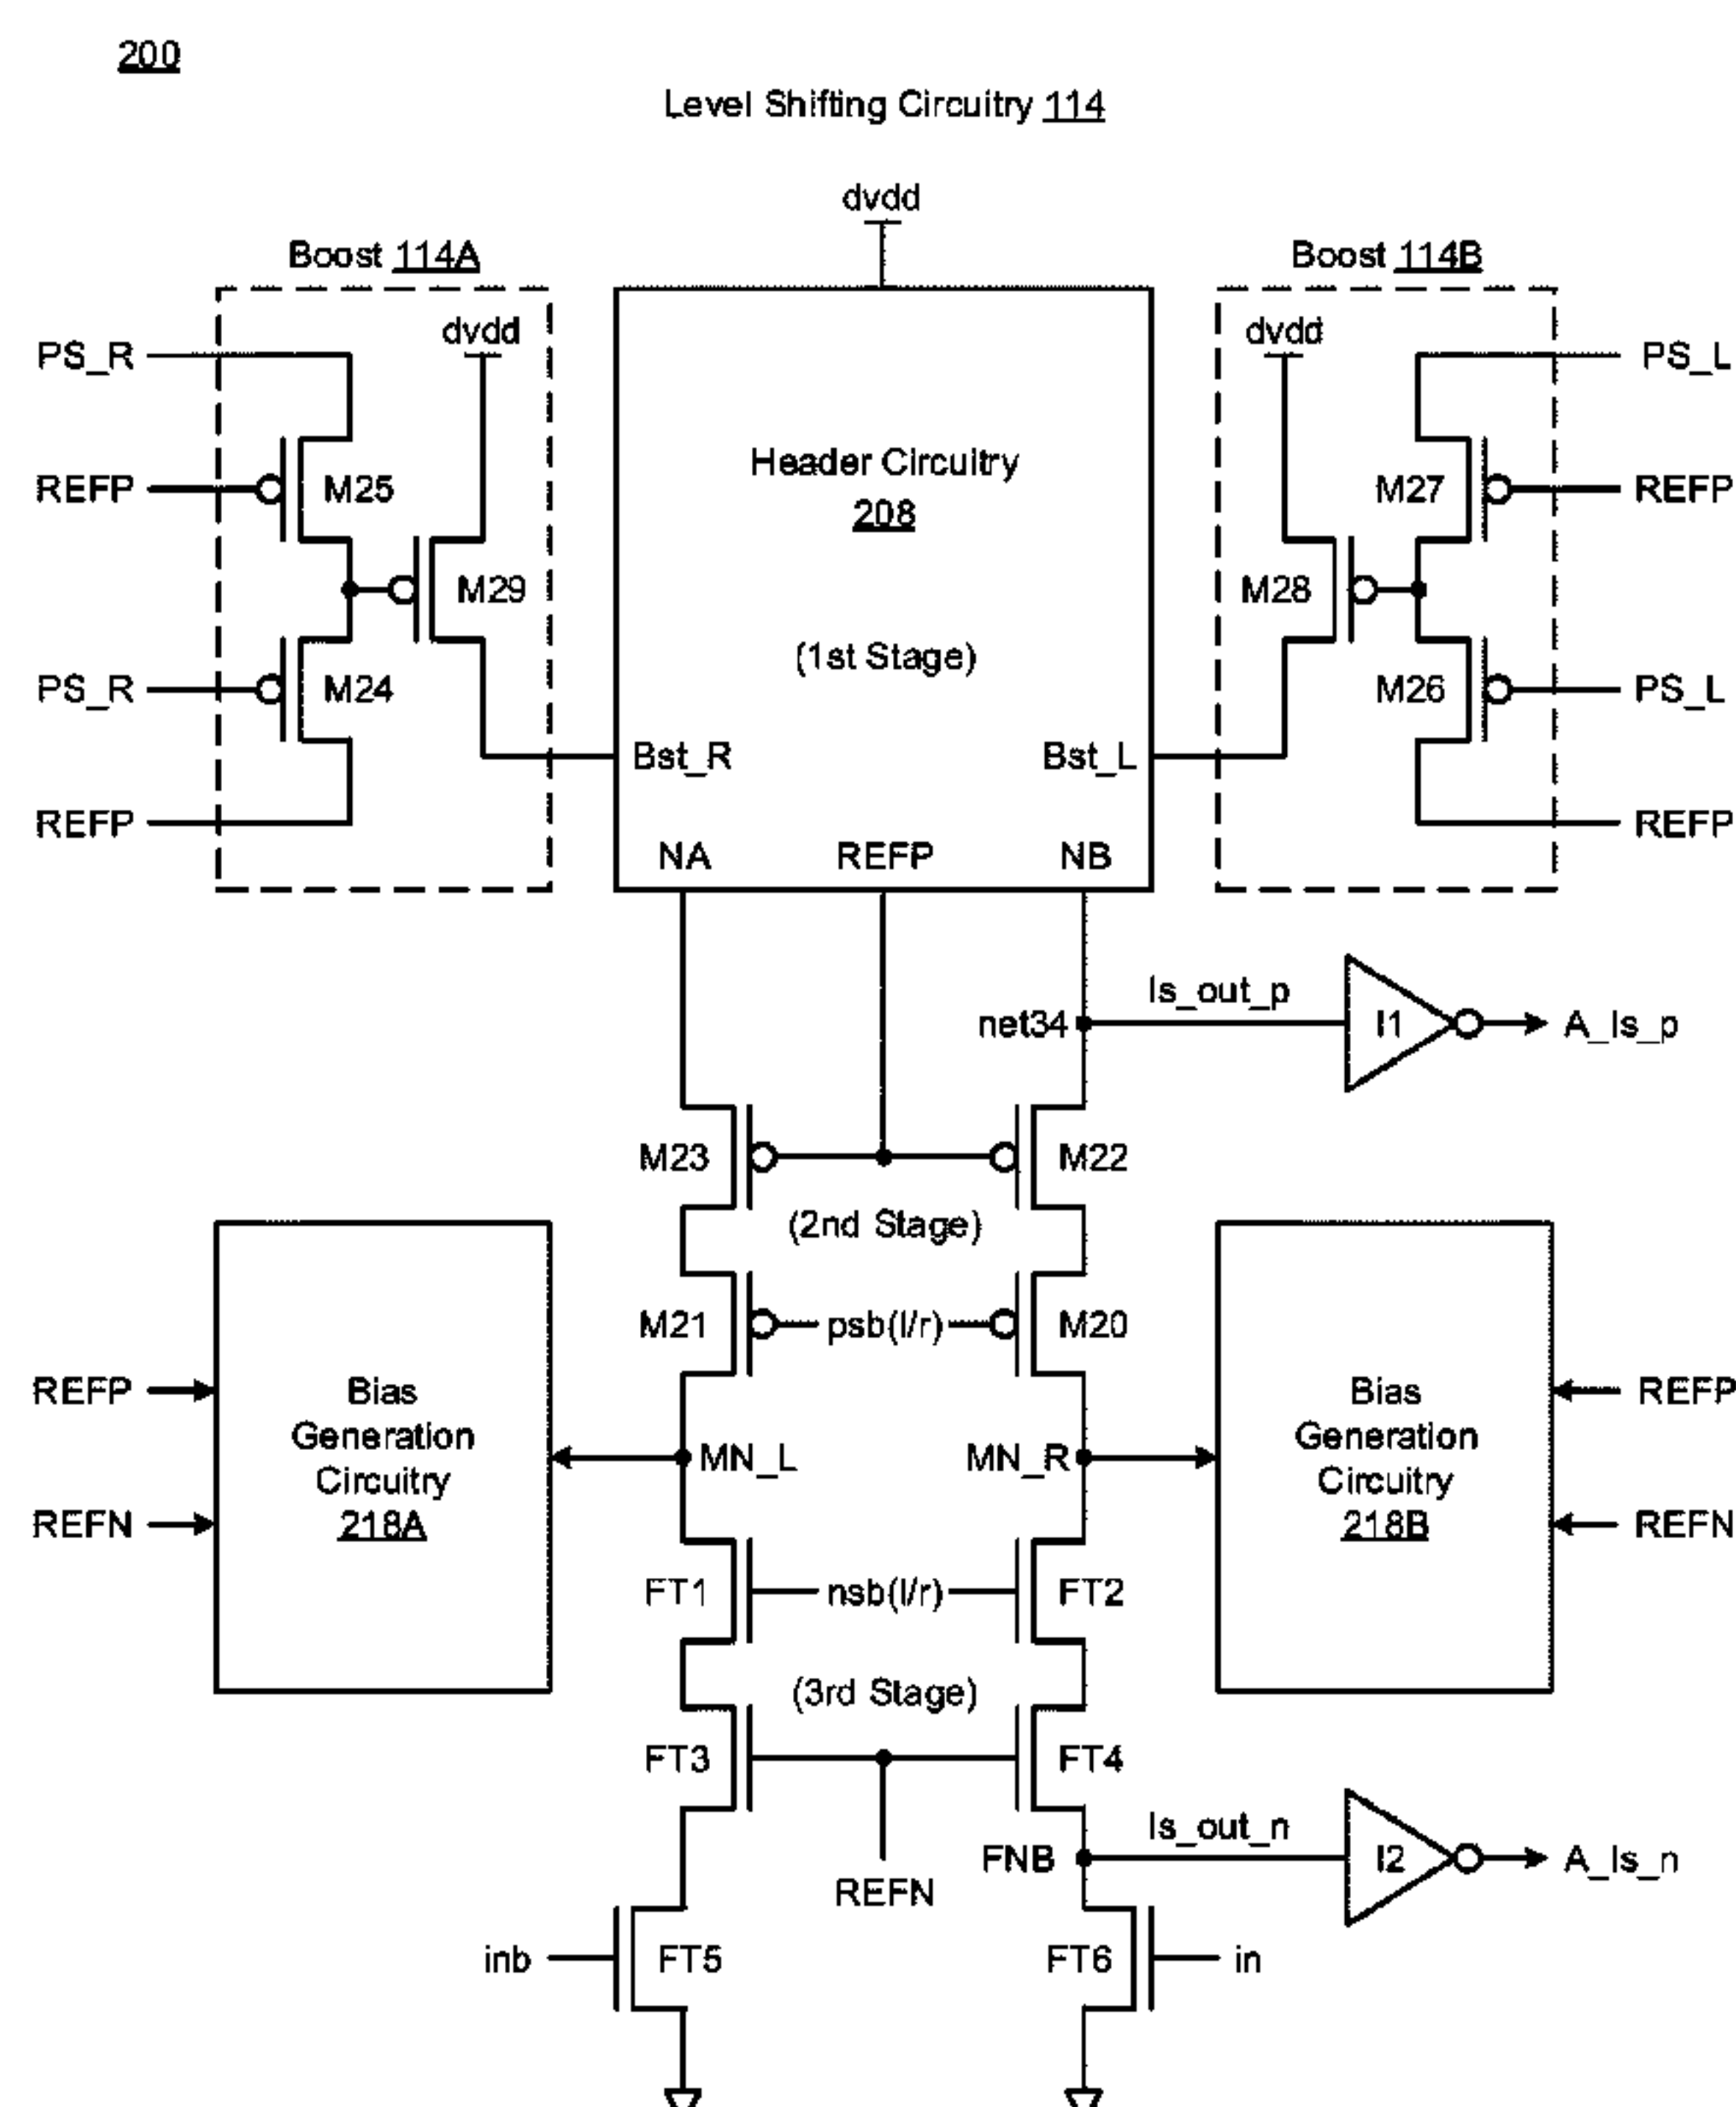 200
Level Shifting Circuitry 114
dvdd
Boost 114A
Boost 114B
PS_R
dvdd
dvdd
PS_L
Header Circuitry
208
REFP
M25
M27
REFP
M29
M28
(1st Stage)
PS_R
M24
M26
PS_L
Bst_R
Bst_L
REFP
REFP
NA
REFP
NB
ls_out_p
net34
I1
A_ls_p
M23
M22
(2nd Stage)
M21
psb(l/r)
M20
REFP
Bias
Generation
Circuitry
218A
REFN
MN_L
MN_R
Bias
Generation
Circuitry
218B
REFP
REFN
FT1
nsb(l/r)
FT2
(3rd Stage)
FT3
FT4
ls_out_n
FNB
I2
A_ls_n
REFN
inb
FT5
FT6
in